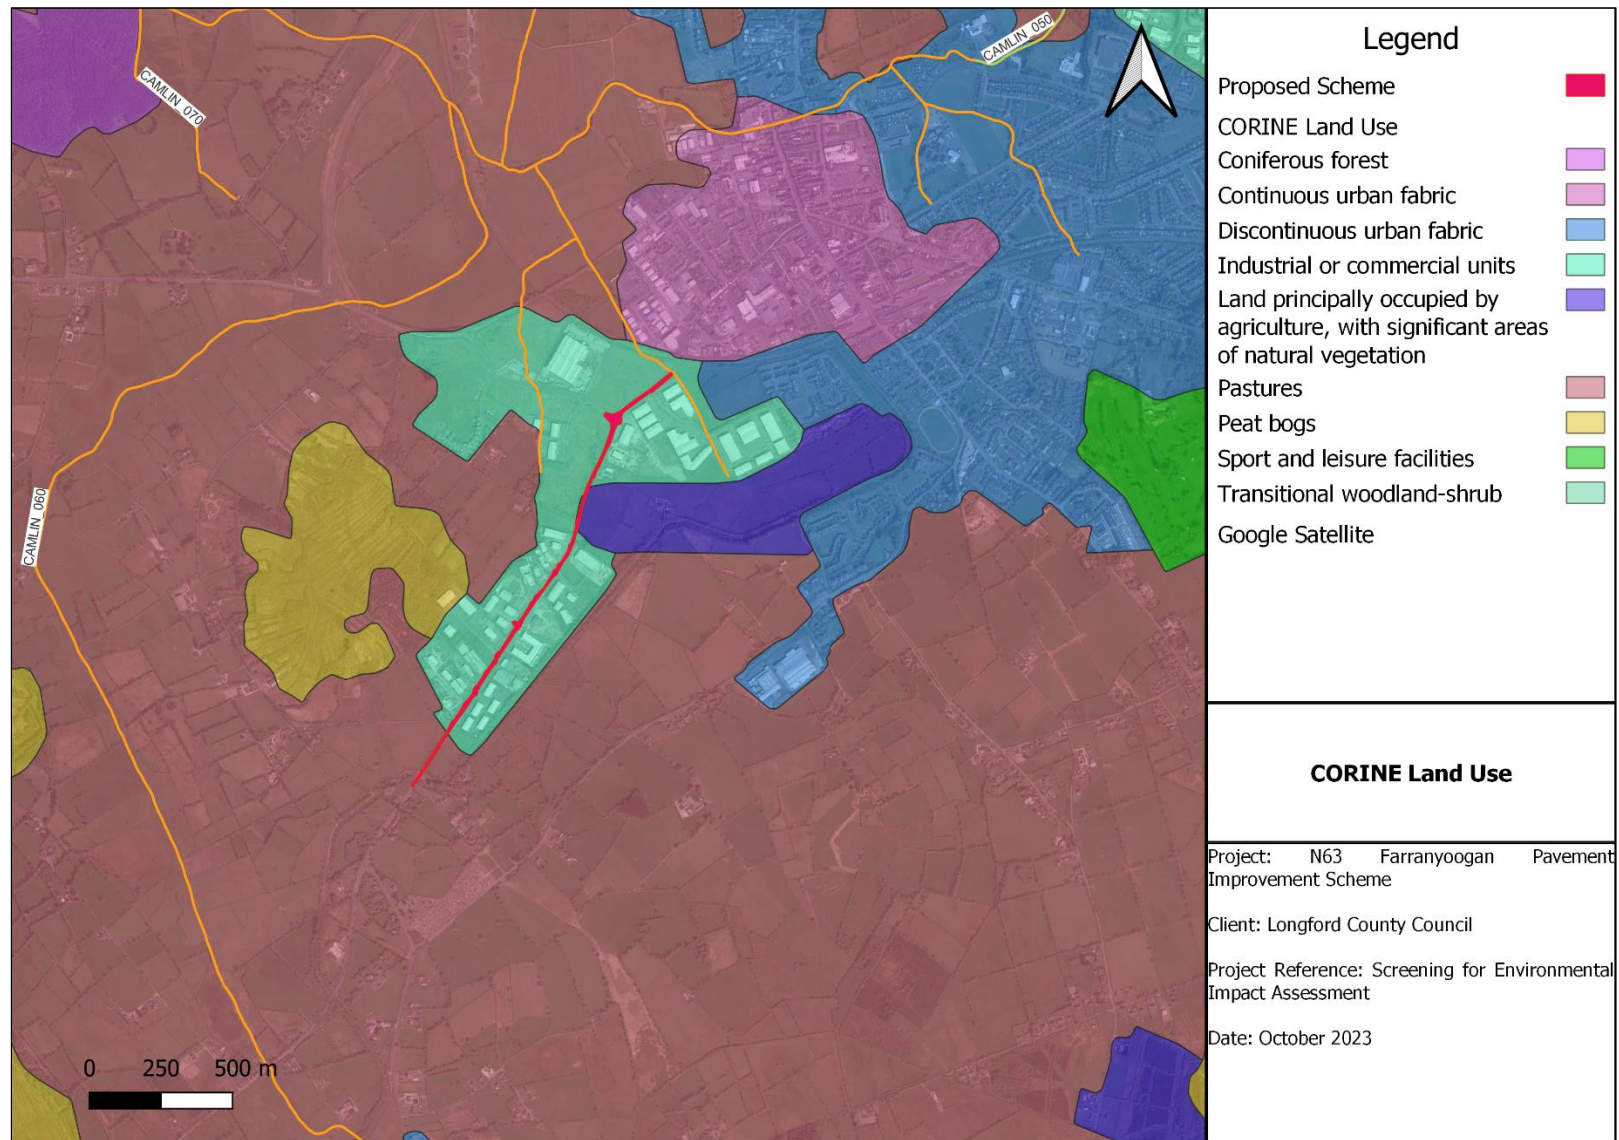 CAMLIN_050
CAMLIN_070
CAMLIN_060
0 250 500 m
Legend
Proposed Scheme
CORINE Land Use
Coniferous forest
Continuous urban fabric
Discontinuous urban fabric
Industrial or commercial units
Land principally occupied by
agriculture, with significant areas
of natural vegetation
Pastures
Peat bogs
Sport and leisure facilities
Transitional woodland-shrub
Google Satellite
CORINE Land Use
Project: N63 Farranyoogan Pavement
Improvement Scheme
Client: Longford County Council
Project Reference: Screening for Environmental
Impact Assessment
Date: October 2023